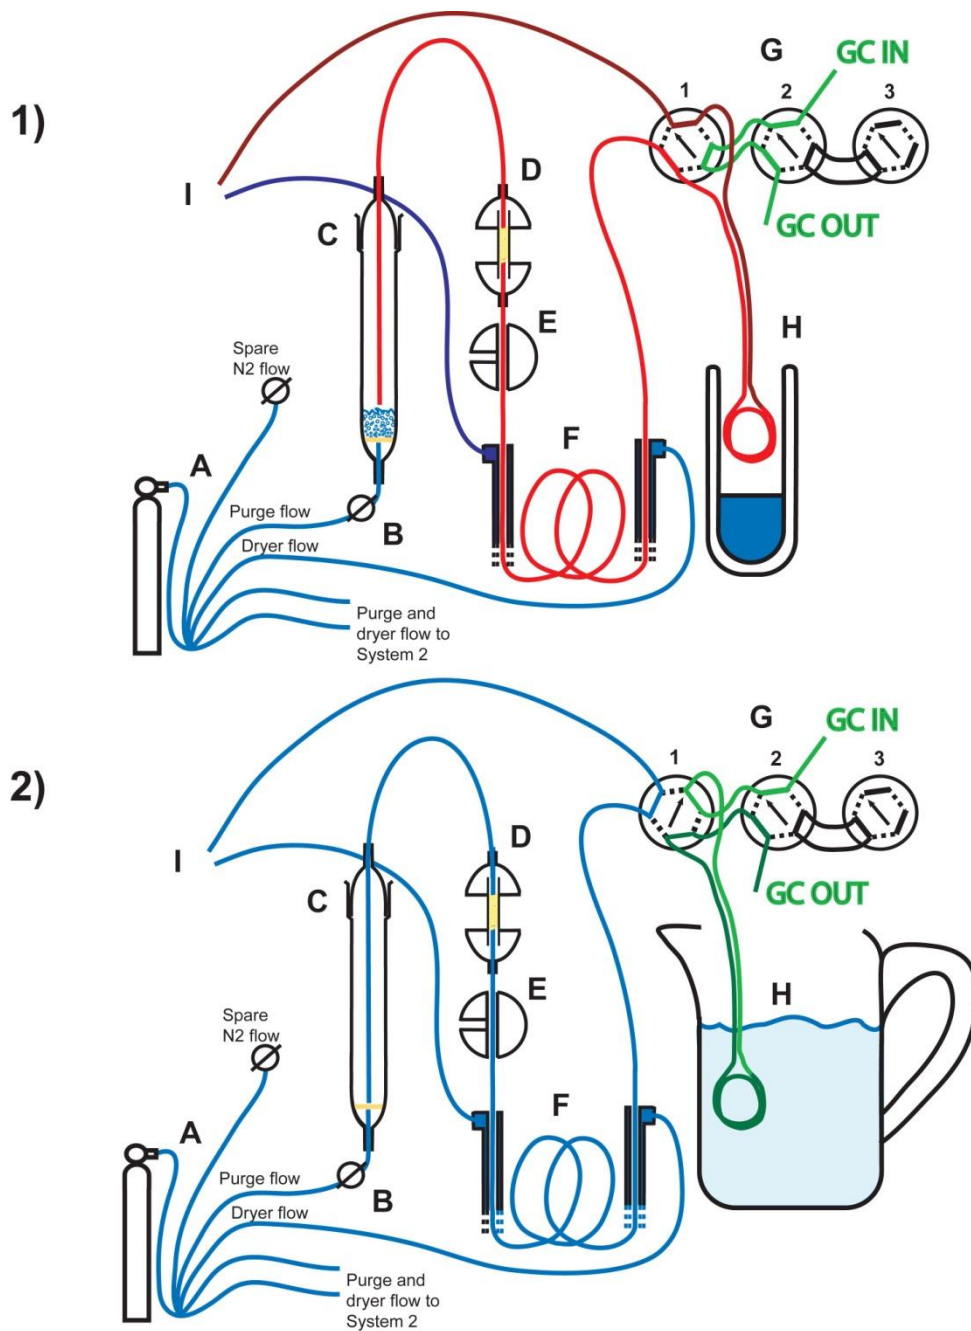 1)
G
GC IN
1
2
3
I
C
D
GC OUT
E
H
Spare
N2 flow
F
A
Purge flow
B
Dryer flow
Purge and
dryer flow to
System 2
2)
G
GC IN
1
2
3
I
C
D
GC OUT
E
H
Spare
N2 flow
F
A
Purge flow
B
Dryer flow
Purge and
dryer flow to
System 2